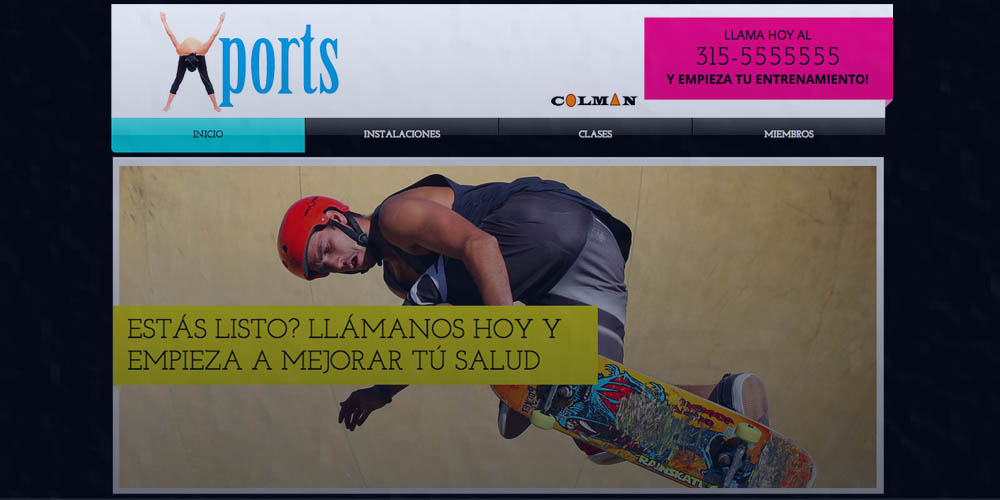 Xports
COLMAN
LLAMA HOY AL
315-5555555
Y EMPIEZA TU ENTRENAMIENTO!
INICIO
INSTALACIONES
CLASES
MIEMBROS
ESTÁS LISTO? LLÁMANOS HOY Y
EMPIEZA A MEJORAR TÚ SALUD